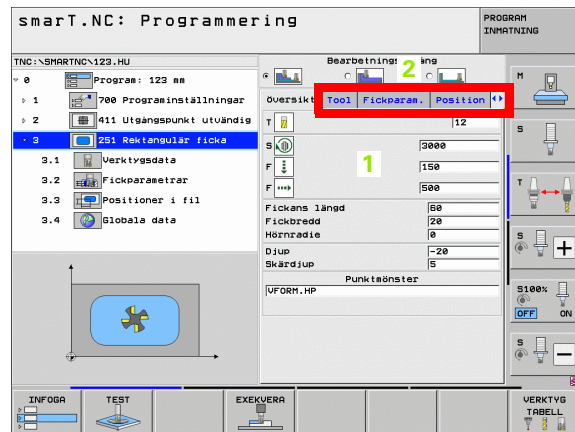 smarT.NC: Programmering
PROGRAM
INMATNING
TNC:\SMARTNC\123.HU
0 Program: 123 mm
1 700 Programinställningar
2 411 Utgångspunkt utvändig
3 251 Rektangulär ficka
3.1 Verktygsdata
3.2 Fickparametrar
3.3 Positioner i fil
3.4 Globala data
2
Översikt Tool Fickparam. Position
T 12
S 3000
F 150
F 500
1
Fickans längd 60
Fickbredd 20
Hörnradie 0
Djup -20
Skärdjup 5
Punktmönster
VFORM.HP
M
S
T
S
S100%
OFF ON
S
INFOGA
TEST
EXEKVERA
VERKTYG
TABELL